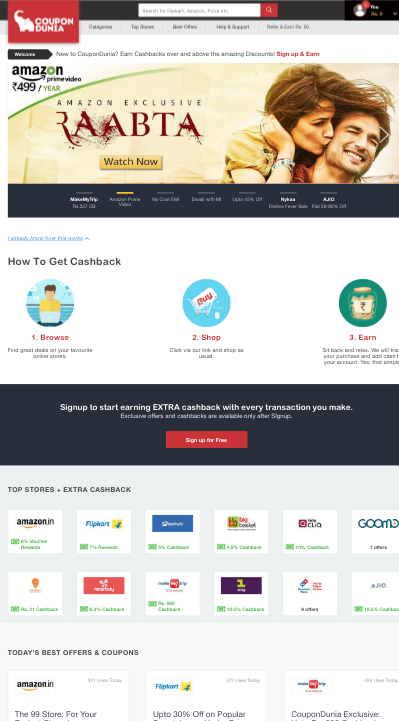 COUPON
DUNIA
Search for Flipkart, Amazon, Pizza etc.
You
Rs. 0
Categories
Top Stores
Best Offers
Help & Support
Refer & Earn Rs. 50
Welcome
New to CouponDunia? Earn Cashbacks over and above the amazing Discounts! Sign up & Earn
amazon
prime video
₹499 / YEAR
AMAZON EXCLUSIVE
RAABTA
Watch Now
MakeMyTrip
Rs.337 CB
Amazon Prime
Video
No Cost EMI
Diwali with MI
Upto 45% Off
Nykaa
Festive Fever Sale
AJIO
Flat 50-80% Off
I already know how this works
How To Get Cashback
BUY
1. Browse
2. Shop
3. Earn
Find great deals on your favourite
online stores.
Click via our link and shop as
usual.
Sit back and relax. We will trac
your purchase and add cash t
your account. Yes, that simple
Signup to start earning EXTRA cashback with every transaction you make.
Exclusive offers and cashbacks are available only after Signup.
Sign up for Free
TOP STORES + EXTRA CASHBACK
amazon.in
6% Voucher
Rewards
Flipkart
7% Rewards
5% Cashback
big
basket
4.8% Cashback
CLiQ
10% Cashback
7 offers
Rs. 21 Cashback
nearbuy
6.3% Cashback
make my trip
Rs. 500
Cashback
10.5% Cashback
9 offers
AJIO
10.5% Cashbac
TODAY'S BEST OFFERS & COUPONS
amazon.in
551 Uses Today
The 99 Store: For Your
Flipkart
372 Uses Today
Upto 30% Off on Popular
make my trip
426 Uses Today
CouponDunia Exclusive: